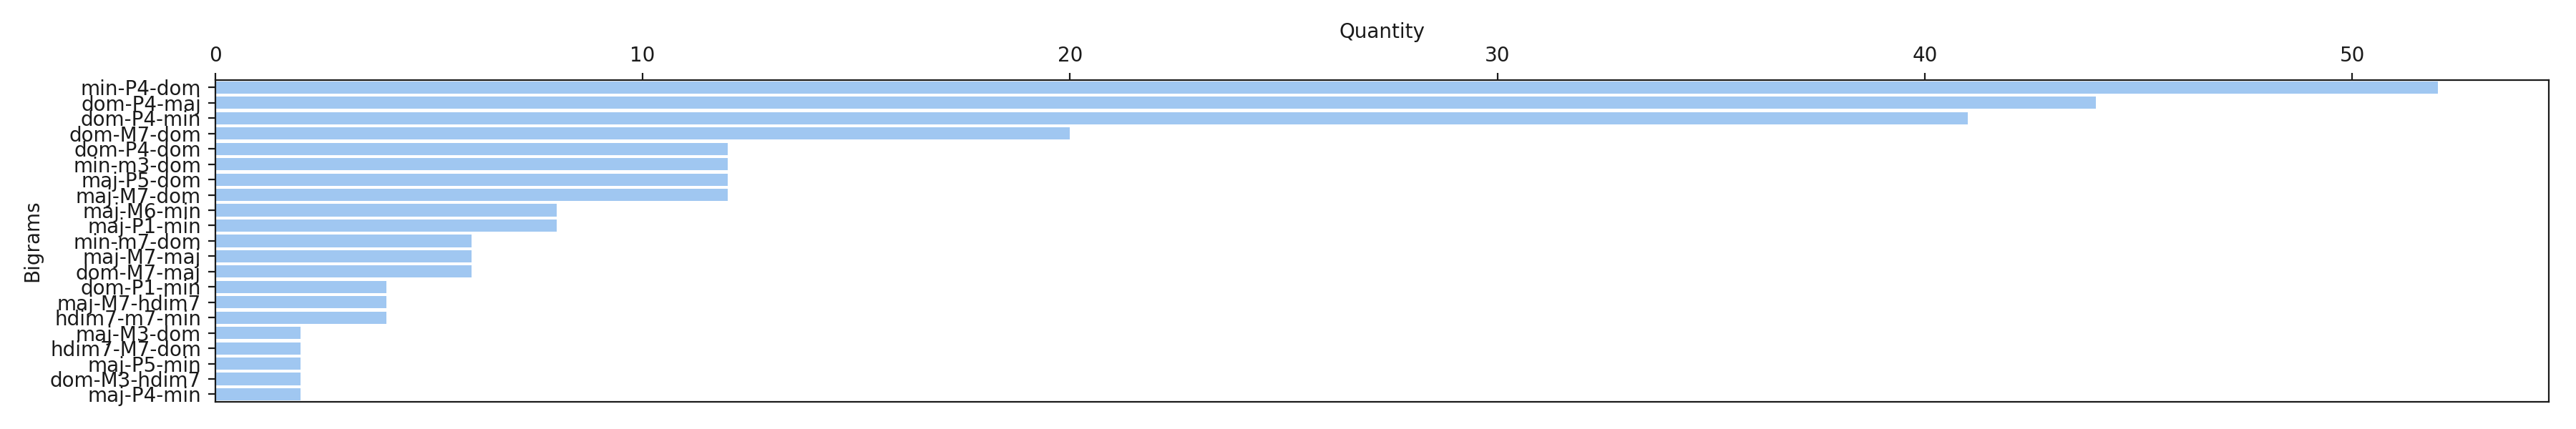 Quantity
0 10 20 30 40 50
Bigrams
min-P4-dom
dom-P4-maj
dom-P4-min
dom-M7-dom
dom-P4-dom
min-m3-dom
maj-P5-dom
maj-M7-dom
maj-M6-min
maj-P1-min
min-m7-dom
maj-M7-maj
dom-M7-maj
dom-P1-min
maj-M7-hdim7
hdim7-m7-min
maj-M3-dom
hdim7-M7-dom
maj-P5-min
dom-M3-hdim7
maj-P4-min